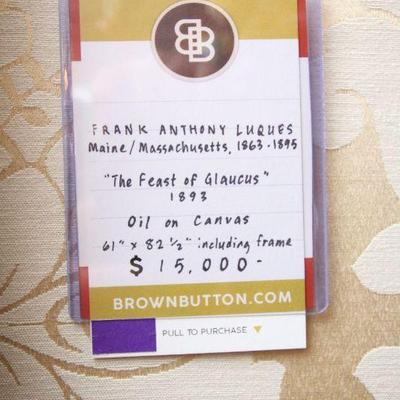 BB
FRANK ANTHONY LUQUES
Maine/Massachusetts, 1863-1895
"The Feast of Glaucus"
1893
Oil on Canvas
61" x 82 1/2" including frame
$ 15,000-
BROWNBUTTON.COM
PULL TO PURCHASE